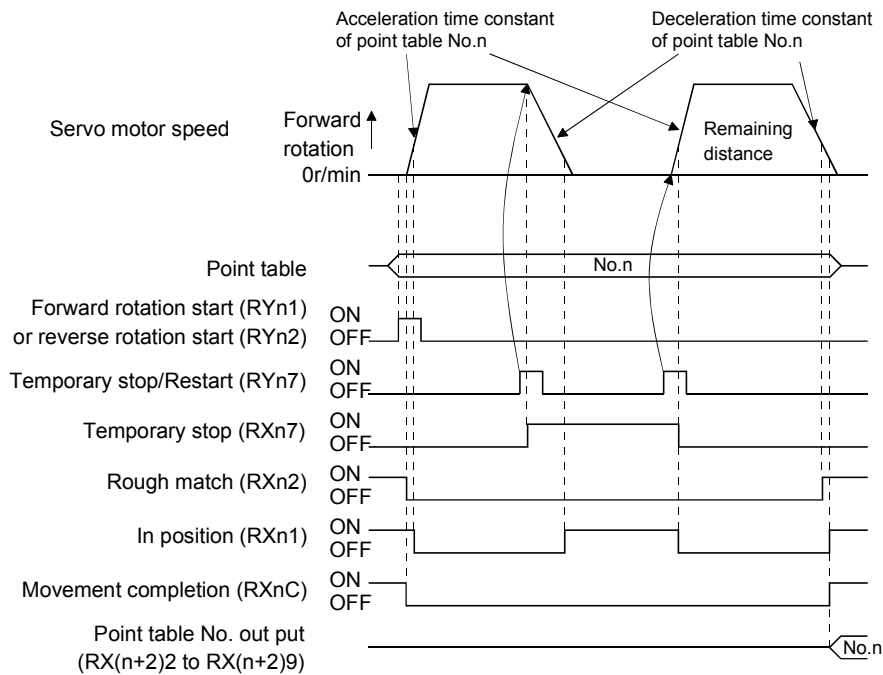 Acceleration time constant
of point table No.n
Deceleration time constant
of point table No.n
Servo motor speed
Forward
rotation
0r/min
Remaining
distance
Point table
No.n
Forward rotation start (RYn1)
or reverse rotation start (RYn2)
ON
OFF
Temporary stop/Restart (RYn7)
ON
OFF
Temporary stop (RXn7)
ON
OFF
Rough match (RXn2)
ON
OFF
In position (RXn1)
ON
OFF
Movement completion (RXnC)
ON
OFF
Point table No. out put
(RX(n+2)2 to RX(n+2)9)
No.n